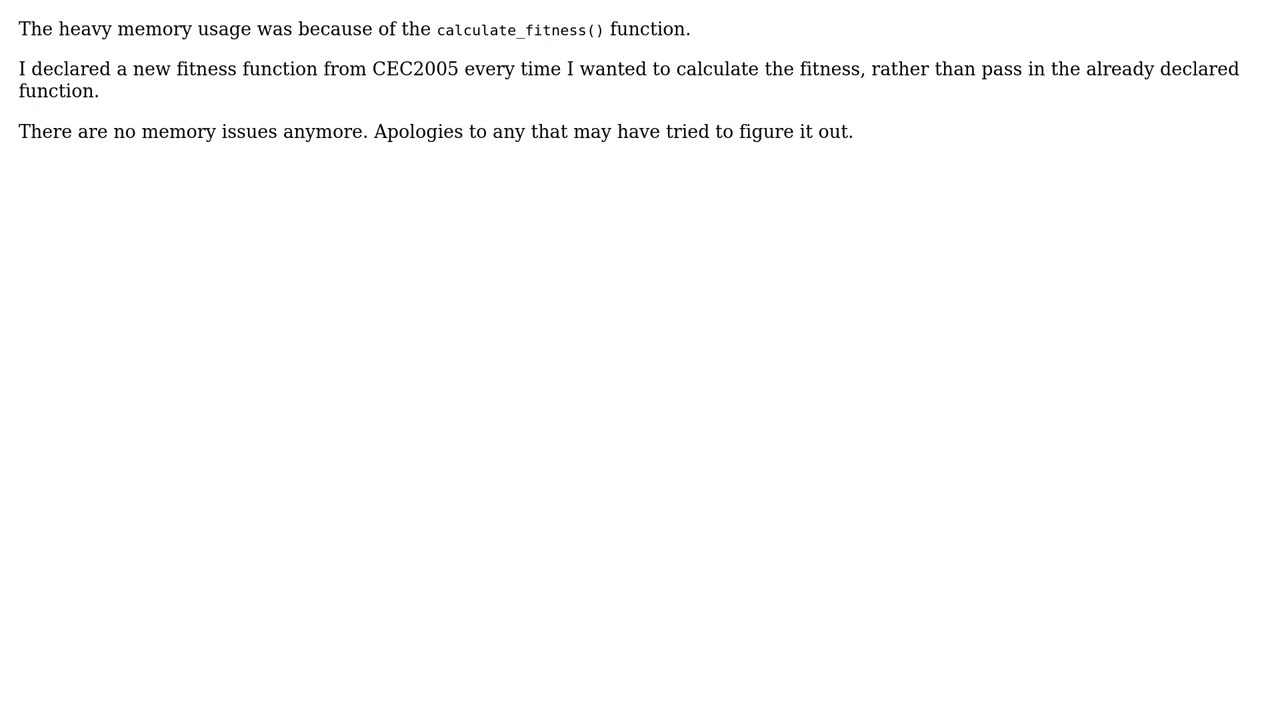 The heavy memory usage was because of the calculate_fitness() function.
I declared a new fitness function from CEC2005 every time I wanted to calculate the fitness, rather than pass in the already declared
function.
There are no memory issues anymore. Apologies to any that may have tried to figure it out.